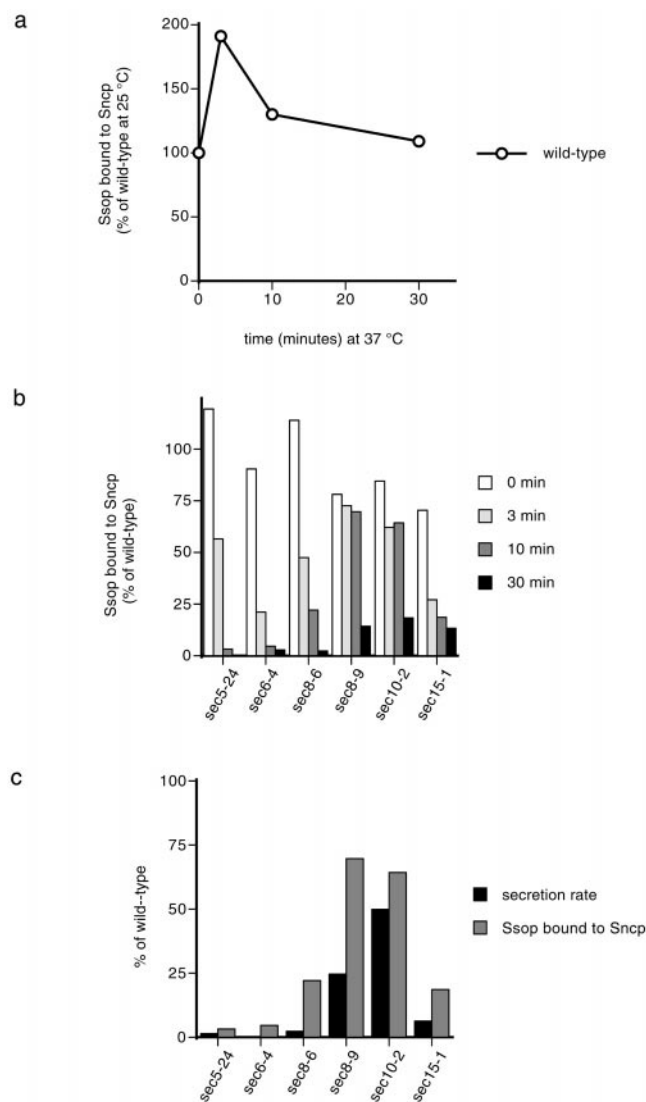 a
Ssop bound to Sncp
(% of wild-type at 25 °C)
200
150
100
50
0
0 10 20 30
time (minutes) at 37 °C
wild-type
b
Ssop bound to Sncp
(% of wild-type)
100
75
50
25
0
sec5-24
sec6-4
sec8-6
sec8-9
sec10-2
sec15-1
0 min
3 min
10 min
30 min
c
% of wild--type
100
75
50
25
0
sec5-24
sec6-4
sec8-6
sec8-9
sec10-2
sec15-1
secretion rate
Ssop bound to Sncp